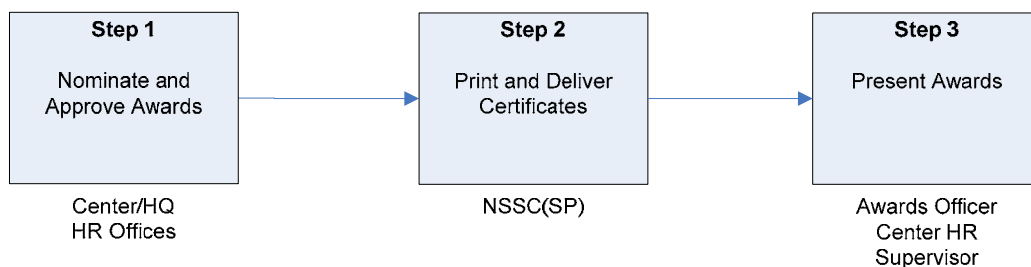 Step 1
Nominate and
Approve Awards
Center/HQ
HR Offices
Step 2
Print and Deliver
Certificates
NSSC(SP)
Step 3
Present Awards
Awards Officer
Center HR
Supervisor